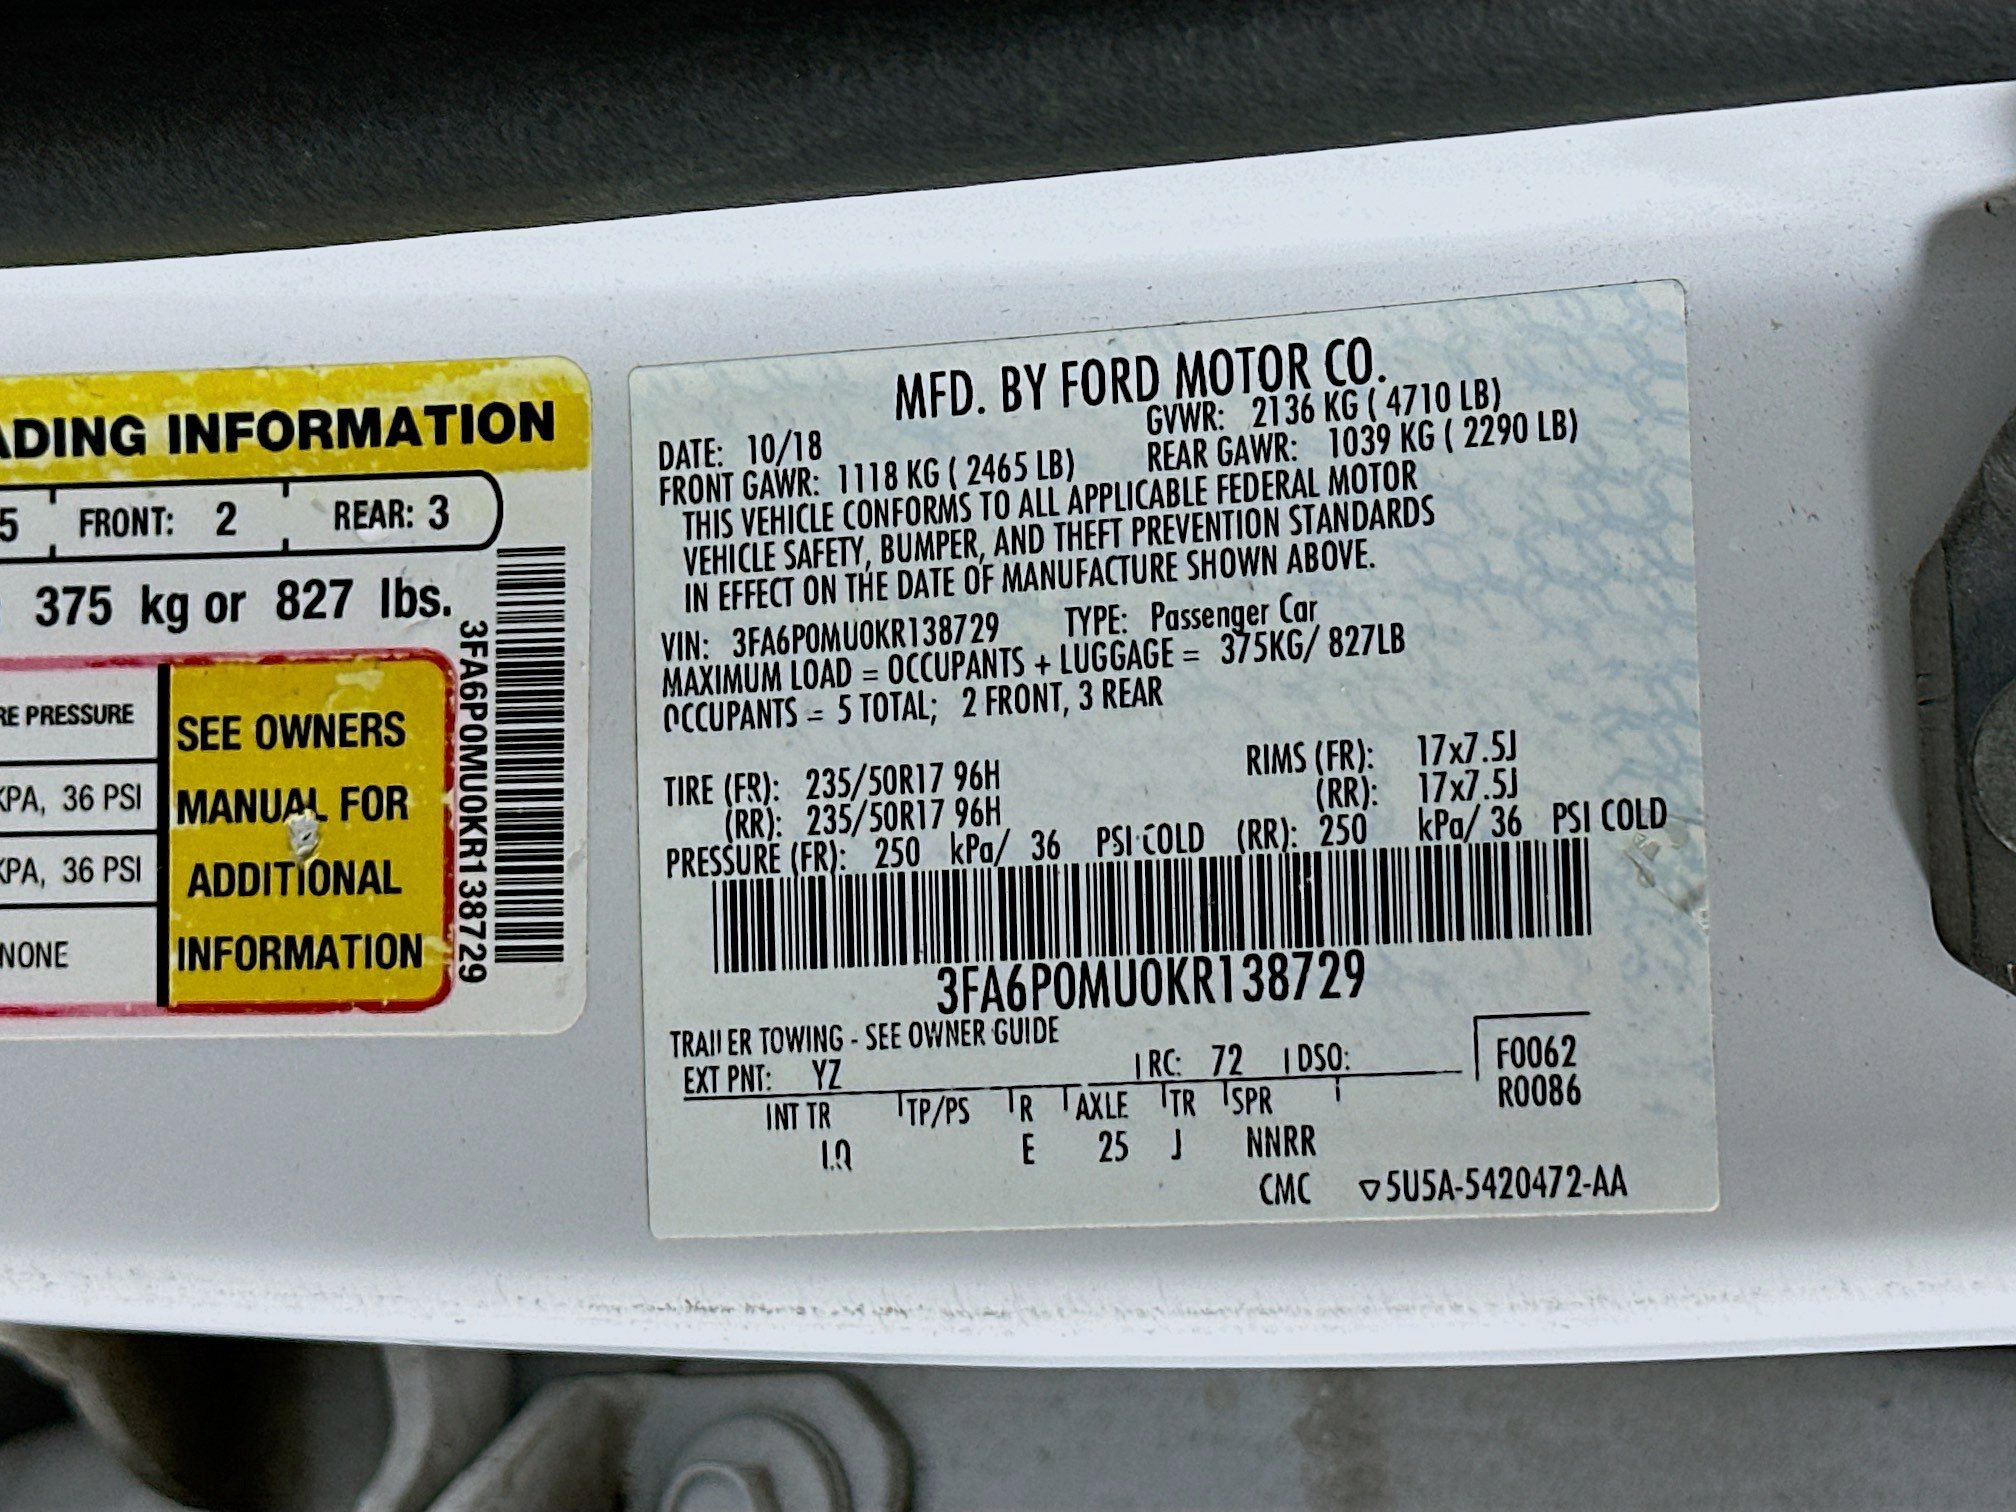 ADING INFORMATION
5 FRONT: 2 REAR: 3
375 kg or 827 lbs.
RE PRESSURE
KPA, 36 PSI
KPA, 36 PSI
NONE
SEE OWNERS
MANUAL FOR
ADDITIONAL
INFORMATION
3FA6P0MU0KR138729
MFD. BY FORD MOTOR CO.
DATE: 10/18 GVWR: 2136 KG ( 4710 LB)
FRONT GAWR: 1118 KG ( 2465 LB) REAR GAWR: 1039 KG ( 2290 LB)
THIS VEHICLE CONFORMS TO ALL APPLICABLE FEDERAL MOTOR
VEHICLE SAFETY, BUMPER, AND THEFT PREVENTION STANDARDS
IN EFFECT ON THE DATE OF MANUFACTURE SHOWN ABOVE.
VIN: 3FA6P0MU0KR138729 TYPE: Passenger Car
MAXIMUM LOAD = OCCUPANTS + LUGGAGE = 375KG/ 827LB
OCCUPANTS = 5 TOTAL; 2 FRONT, 3 REAR
TIRE (FR): 235/50R17 96H RIMS (FR): 17x7.5J
(RR): 235/50R17 96H (RR): 17x7.5J
PRESSURE (FR): 250 kPa/ 36 PSI COLD (RR): 250 kPa/ 36 PSI COLD
3FA6P0MU0KR138729
TRAILER TOWING - SEE OWNER GUIDE
EXT PNT: YZ RC: 72 DSO: F0062
R0086
INT TR TP/PS R AXLE TR SPR
E 25 J NNRR
CMC ▽5U5A-5420472-AA